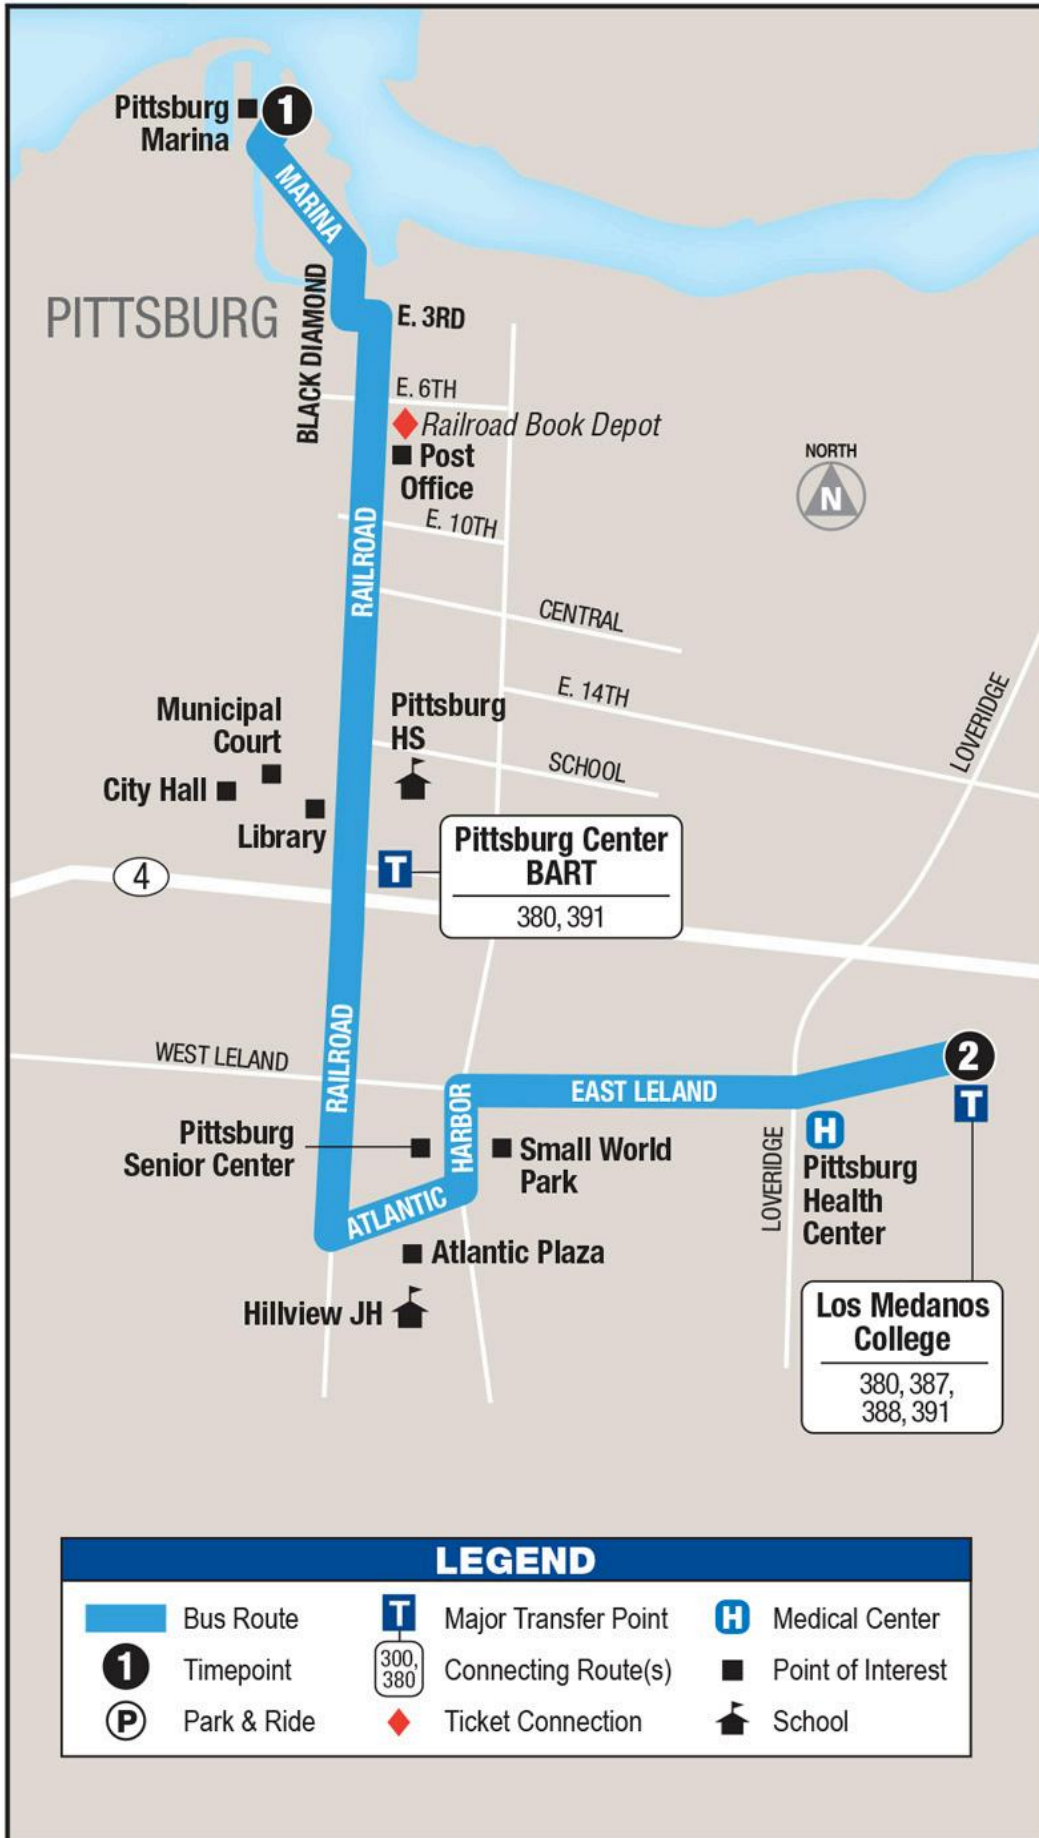 Pittsburg
Marina
1
MARINA
PITTSBURG
BLACK DIAMOND
E. 3RD
E. 6TH
Railroad Book Depot
Post
Office
NORTH
N
E. 10TH
RAILROAD
CENTRAL
E. 14TH
LOVERIDGE
Municipal
Court
Pittsburg
HS
SCHOOL
City Hall
Library
4
T
Pittsburg Center
BART
380, 391
RAILROAD
WEST LELAND
2
T
EAST LELAND
HARBOR
Pittsburg
Senior Center
Small World
Park
LOVERIDGE
H
Pittsburg
Health
Center
ATLANTIC
Atlantic Plaza
Hillview JH
Los Medanos
College
380, 387,
388, 391
LEGEND
Bus Route
T
Major Transfer Point
H
Medical Center
1
Timepoint
300,
380
Connecting Route(s)
Point of Interest
P
Park & Ride
Ticket Connection
School